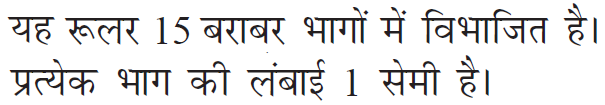 यह रूलर 15 बराबर भागों में विभाजित है।
प्रत्येक भाग की लंबाई 1 सेमी है।